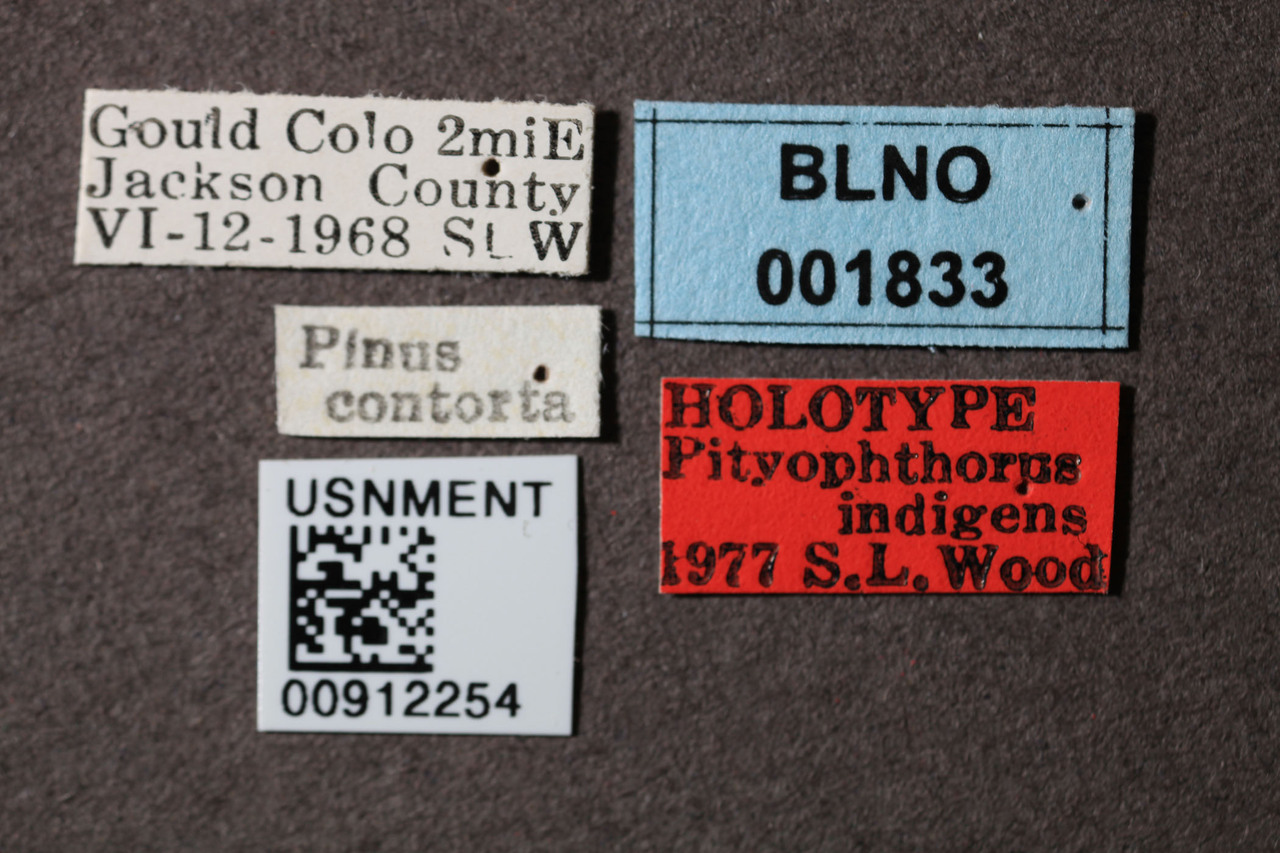 Gould Colo 2miE
Jackson County
VI-12-1968 SL W
Pinus
contorta
USNMENT
00912254
BLNO
001833
HOLOTYPE
Pityophthorus
indigens
1977 S.L.Wood